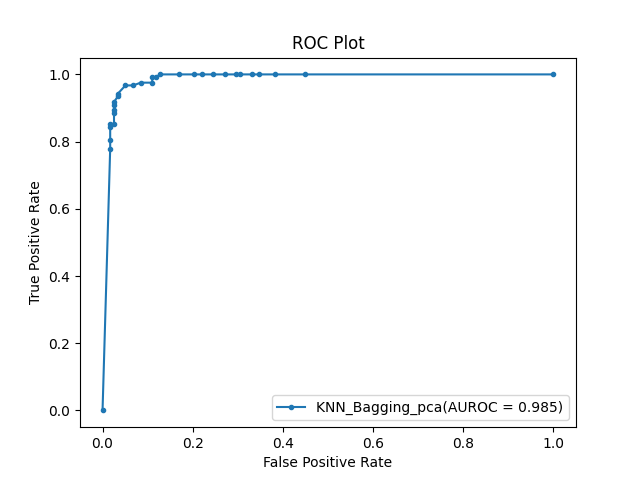 ROC Plot
True Positive Rate
1.0
0.8
0.6
0.4
0.2
0.0
KNN_Bagging_pca(AUROC = 0.985)
0.0 0.2 0.4 0.6 0.8 1.0
False Positive Rate